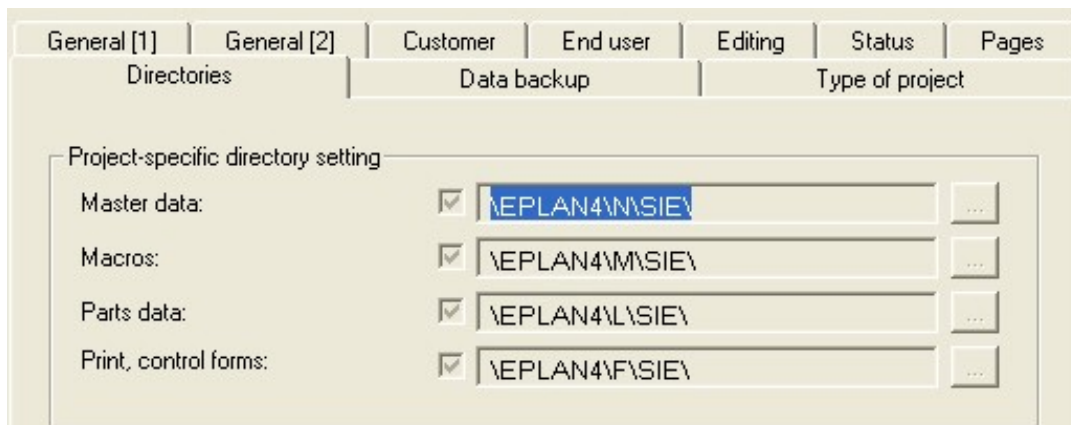 General [1] General [2] Customer End user Editing Status Pages
Directories Data backup Type of project
Project-specific directory setting
Master data: \EPLAN4\N\SIE\ ...
Macros: \EPLAN4\M\SIE\ ...
Parts data: \EPLAN4\L\SIE\ ...
Print, control forms: \EPLAN4\F\SIE\ ...